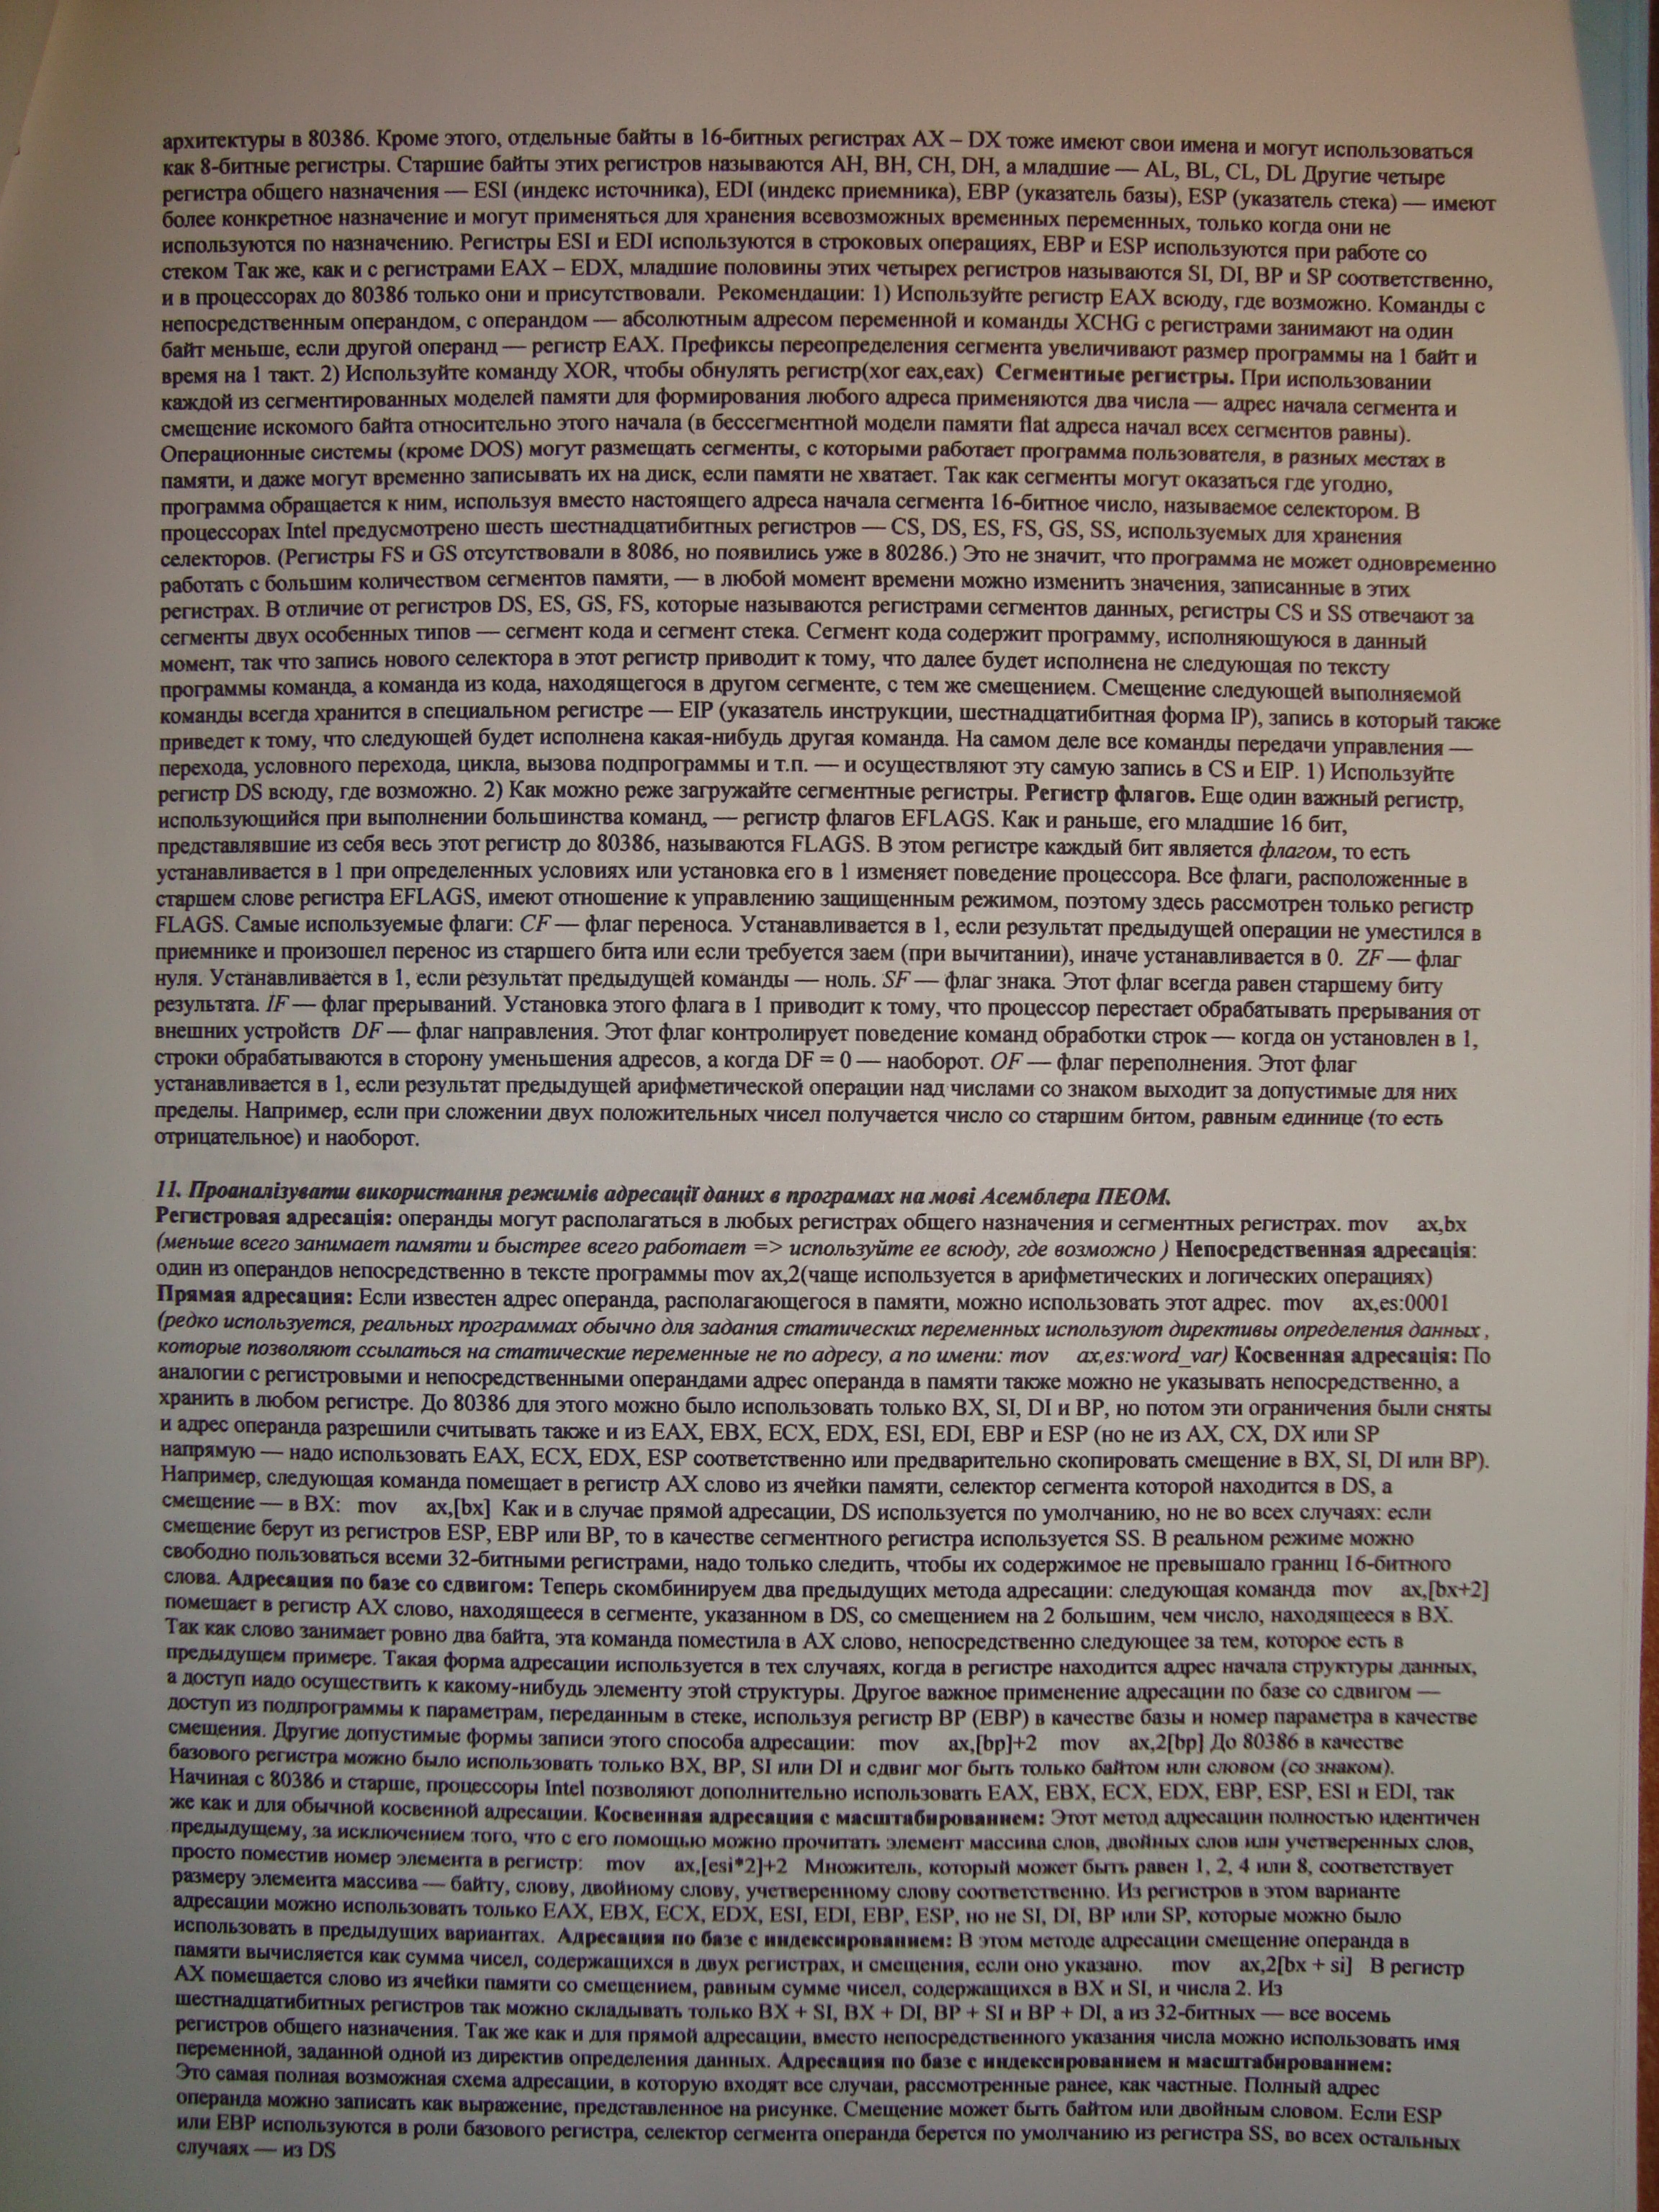 архитектуры в 80386. Кроме этого, отдельные байты в 16-битных регистрах AX – DX тоже имеют свои имена и могут использоваться
как 8-битные регистры. Старшие байты этих регистров называются AH, BH, CH, DH, а младшие — AL, BL, CL, DL Другие четыре
регистра общего назначения — ESI (индекс источника), EDI (индекс приемника), EBP (указатель базы), ESP (указатель стека) — имеют
более конкретное назначение и могут применяться для хранения всевозможных временных переменных, только когда они не
используются по назначению. Регистры ESI и EDI используются в строковых операциях, EBP и ESP используются при работе со
стеком Так же, как и с регистрами EAX – EDX, младшие половины этих четырех регистров называются SI, DI, BP и SP соответственно,
и в процессорах до 80386 только они и присутствовали. Рекомендации: 1) Используйте регистр EAX всюду, где возможно. Команды с
непосредственным операндом, с операндом — абсолютным адресом переменной и команды XCHG с регистрами занимают на один
байт меньше, если другой операнд — регистр EAX. Префиксы переопределения сегмента увеличивают размер программы на 1 байт и
время на 1 такт. 2) Используйте команду XOR, чтобы обнулять регистр(xor eax,eax) Сегментные регистры. При использовании
каждой из сегментированных моделей памяти для формирования любого адреса применяются два числа — адрес начала сегмента и
смещение искомого байта относительно этого начала (в бессегментной модели памяти flat адреса начал всех сегментов равны).
Операционные системы (кроме DOS) могут размещать сегменты, с которыми работает программа пользователя, в разных местах в
памяти, и даже могут временно записывать их на диск, если памяти не хватает. Так как сегменты могут оказаться где угодно,
программа обращается к ним, используя вместо настоящего адреса начала сегмента 16-битное число, называемое селектором. В
процессорах Intel предусмотрено шесть шестнадцатибитных регистров — CS, DS, ES, FS, GS, SS, используемых для хранения
селекторов. (Регистры FS и GS отсутствовали в 8086, но появились уже в 80286.) Это не значит, что программа не может одновременно
работать с большим количеством сегментов памяти, — в любой момент времени можно изменить значения, записанные в этих
регистрах. В отличие от регистров DS, ES, GS, FS, которые называются регистрами сегментов данных, регистры CS и SS отвечают за
сегменты двух особенных типов — сегмент кода и сегмент стека. Сегмент кода содержит программу, исполняющуюся в данный
момент, так что запись нового селектора в этот регистр приводит к тому, что далее будет исполнена не следующая по тексту
программы команда, а команда из кода, находящегося в другом сегменте, с тем же смещением. Смещение следующей выполняемой
команды всегда хранится в специальном регистре — EIP (указатель инструкции, шестнадцатибитная форма IP), запись в который также
приведет к тому, что следующей будет исполнена какая-нибудь другая команда. На самом деле все команды передачи управления —
перехода, условного перехода, цикла, вызова подпрограммы и т.п. — и осуществляют эту самую запись в CS и EIP. 1) Используйте
регистр DS всюду, где возможно. 2) Как можно реже загружайте сегментные регистры. Регистр флагов. Еще один важный регистр,
использующийся при выполнении большинства команд, — регистр флагов EFLAGS. Как и раньше, его младшие 16 бит,
представлявшие из себя весь этот регистр до 80386, называются FLAGS. В этом регистре каждый бит является флагом, то есть
устанавливается в 1 при определенных условиях или установка его в 1 изменяет поведение процессора. Все флаги, расположенные в
старшем слове регистра EFLAGS, имеют отношение к управлению защищенным режимом, поэтому здесь рассмотрен только регистр
FLAGS. Самые используемые флаги: CF — флаг переноса. Устанавливается в 1, если результат предыдущей операции не уместился в
приемнике и произошел перенос из старшего бита или если требуется заем (при вычитании), иначе устанавливается в 0. ZF — флаг
нуля. Устанавливается в 1, если результат предыдущей команды — ноль. SF — флаг знака. Этот флаг всегда равен старшему биту
результата. IF — флаг прерываний. Установка этого флага в 1 приводит к тому, что процессор перестает обрабатывать прерывания от
внешних устройств DF — флаг направления. Этот флаг контролирует поведение команд обработки строк — когда он установлен в 1,
строки обрабатываются в сторону уменьшения адресов, а когда DF = 0 — наоборот. OF — флаг переполнения. Этот флаг
устанавливается в 1, если результат предыдущей арифметической операции над числами со знаком выходит за допустимые для них
пределы. Например, если при сложении двух положительных чисел получается число со старшим битом, равным единице (то есть
отрицательное) и наоборот.
11. Проаналізувати використання режимів адресації даних в програмах на мові Асемблера ПЕОМ.
Регистровая адресація: операнды могут располагаться в любых регистрах общего назначения и сегментных регистрах. mov ax,bx
(меньше всего занимает памяти и быстрее всего работает => используйте ее всюду, где возможно ) Непосредственная адресація:
один из операндов непосредственно в тексте программы mov ax,2(чаще используется в арифметических и логических операциях)
Прямая адресация: Если известен адрес операнда, располагающегося в памяти, можно использовать этот адрес. mov ax,es:0001
(редко используется, реальных программах обычно для задания статических переменных используют директивы определения данных ,
которые позволяют ссылаться на статические переменные не по адресу, а по имени: mov ax,es:word_var) Косвенная адресація: По
аналогии с регистровыми и непосредственными операндами адрес операнда в памяти также можно не указывать непосредственно, а
хранить в любом регистре. До 80386 для этого можно было использовать только BX, SI, DI и BP, но потом эти ограничения были сняты
и адрес операнда разрешили считывать также и из EAX, EBX, ECX, EDX, ESI, EDI, EBP и ESP (но не из AX, CX, DX или SP
напрямую — надо использовать EAX, ECX, EDX, ESP соответственно или предварительно скопировать смещение в BX, SI, DI или BP).
Например, следующая команда помещает в регистр AX слово из ячейки памяти, селектор сегмента которой находится в DS, а
смещение — в BX: mov ax,[bx] Как и в случае прямой адресации, DS используется по умолчанию, но не во всех случаях: если
смещение берут из регистров ESP, EBP или BP, то в качестве сегментного регистра используется SS. В реальном режиме можно
свободно пользоваться всеми 32-битными регистрами, надо только следить, чтобы их содержимое не превышало границ 16-битного
слова. Адресация по базе со сдвигом: Теперь скомбинируем два предыдущих метода адресации: следующая команда mov ax,[bx+2]
помещает в регистр AX слово, находящееся в сегменте, указанном в DS, со смещением на 2 большим, чем число, находящееся в BX.
Так как слово занимает ровно два байта, эта команда поместила в AX слово, непосредственно следующее за тем, которое есть в
предыдущем примере. Такая форма адресации используется в тех случаях, когда в регистре находится адрес начала структуры данных,
а доступ надо осуществить к какому-нибудь элементу этой структуры. Другое важное применение адресации по базе со сдвигом —
доступ из подпрограммы к параметрам, переданным в стеке, используя регистр BP (EBP) в качестве базы и номер параметра в качестве
смещения. Другие допустимые формы записи этого способа адресации: mov ax,[bp]+2 mov ax,2[bp] До 80386 в качестве
базового регистра можно было использовать только BX, BP, SI или DI и сдвиг мог быть только байтом или словом (со знаком).
Начиная с 80386 и старше, процессоры Intel позволяют дополнительно использовать EAX, EBX, ECX, EDX, EBP, ESP, ESI и EDI, так
же как и для обычной косвенной адресации. Косвенная адресация с масштабированием: Этот метод адресации полностью идентичен
предыдущему, за исключением того, что с его помощью можно прочитать элемент массива слов, двойных слов или учетверенных слов,
просто поместив номер элемента в регистр: mov ax,[esi*2]+2 Множитель, который может быть равен 1, 2, 4 или 8, соответствует
размеру элемента массива — байту, слову, двойному слову, учетверенному слову соответственно. Из регистров в этом варианте
адресации можно использовать только EAX, EBX, ECX, EDX, ESI, EDI, EBP, ESP, но не SI, DI, BP или SP, которые можно было
использовать в предыдущих вариантах. Адресация по базе с индексированием: В этом методе адресации смещение операнда в
памяти вычисляется как сумма чисел, содержащихся в двух регистрах, и смещения, если оно указано. mov ax,2[bx + si] В регистр
AX помещается слово из ячейки памяти со смещением, равным сумме чисел, содержащихся в BX и SI, и числа 2. Из
шестнадцатибитных регистров так можно складывать только BX + SI, BX + DI, BP + SI и BP + DI, а из 32-битных — все восемь
регистров общего назначения. Так же как и для прямой адресации, вместо непосредственного указания числа можно использовать имя
переменной, заданной одной из директив определения данных. Адресация по базе с индексированием и масштабированием:
Это самая полная возможная схема адресации, в которую входят все случаи, рассмотренные ранее, как частные. Полный адрес
операнда можно записать как выражение, представленное на рисунке. Смещение может быть байтом или двойным словом. Если ESP
или EBP используются в роли базового регистра, селектор сегмента операнда берется по умолчанию из регистра SS, во всех остальных
случаях — из DS